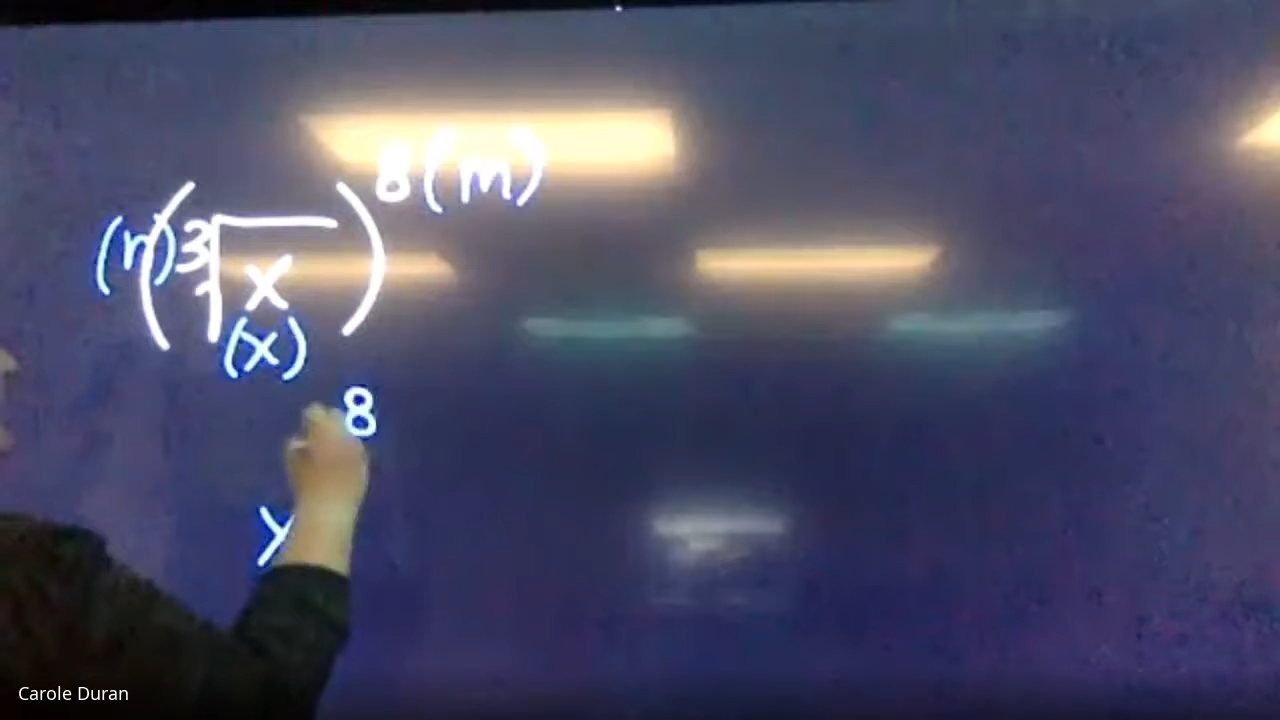 (n) (∛x)⁸ (m)
(x)
8
x
Carole Duran